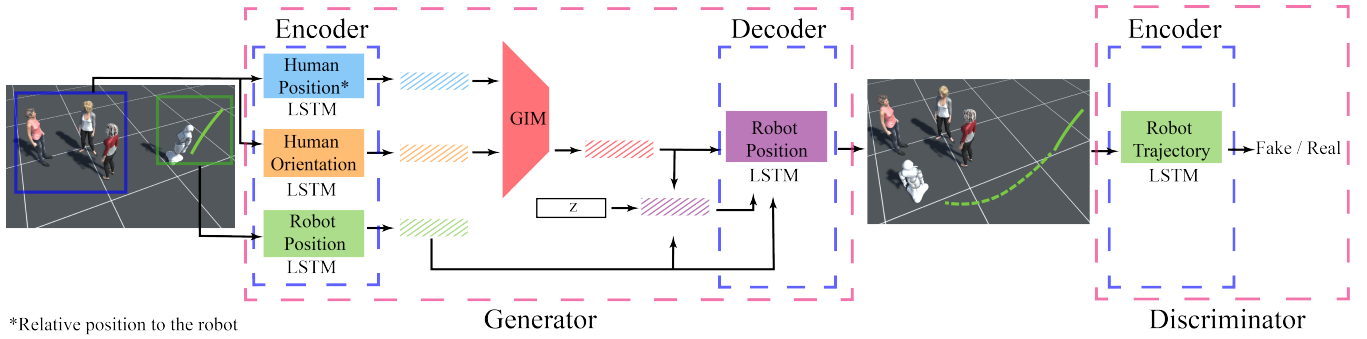 Encoder
Decoder
Encoder
Human
Position*
LSTM
GIM
Human
Orientation
LSTM
Robot
Position
LSTM
z
Robot
Position
LSTM
Robot
Trajectory
LSTM
Fake / Real
*Relative position to the robot
Generator
Discriminator